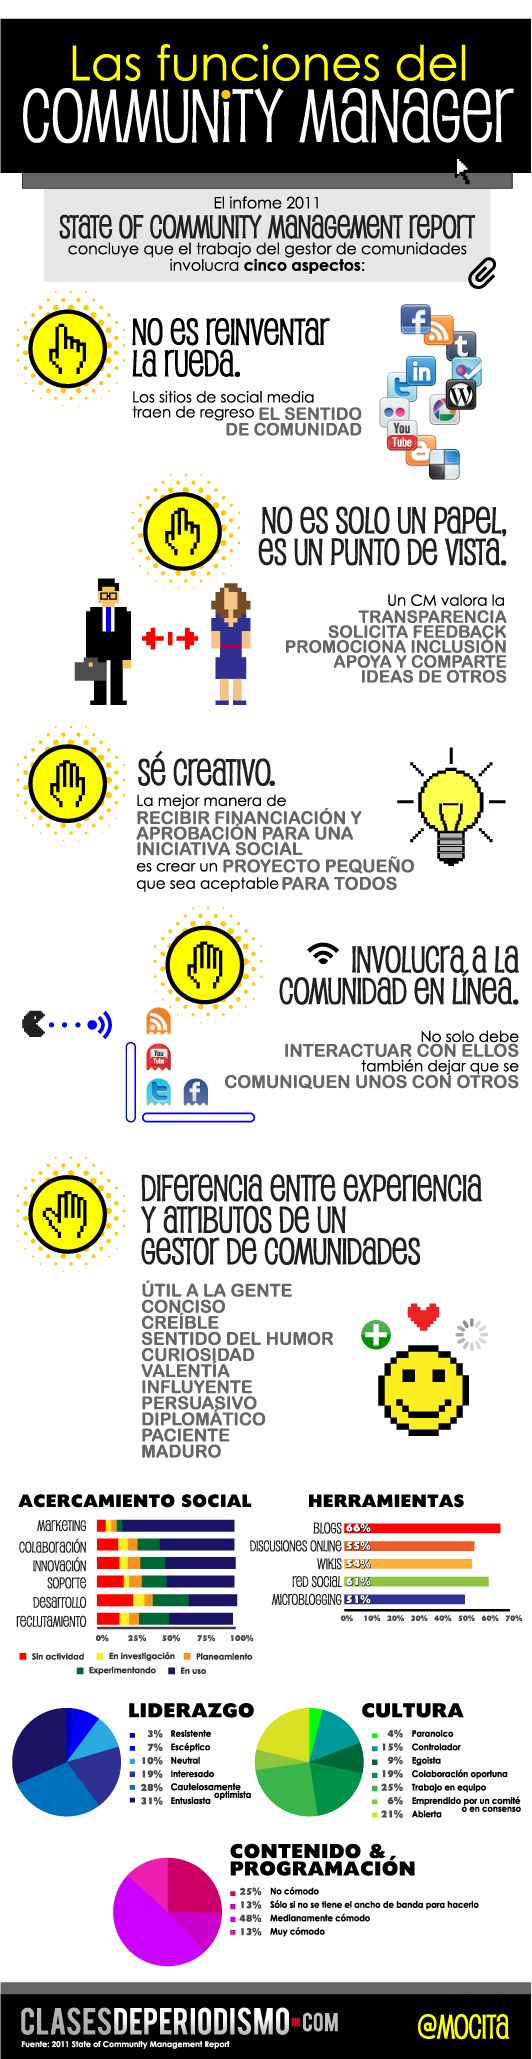 Las funciones del
COMMUNITY MANAGER
El infome 2011
STATE OF COMMUNITY MANAGEMENT REPORT
concluye que el trabajo del gestor de comunidades
involucra cinco aspectos:
NO ES REINVENTAR
LA RUEDA.
Los sitios de social media
traen de regreso EL SENTIDO
DE COMUNIDAD
You
Tube
NO ES SOLO UN PAPEL,
ES UN PUNTO DE VISTA.
Un CM valora la
TRANSPARENCIA
SOLICITA FEEDBACK
PROMOCIONA INCLUSIÓN
APOYA Y COMPARTE
IDEAS DE OTROS
SÉ CREATIVO.
La mejor manera de
RECIBIR FINANCIACIÓN Y
APROBACIÓN PARA UNA
INICIATIVA SOCIAL
es crear un PROYECTO PEQUEÑO
que sea aceptable PARA TODOS
INVOLUCRA A LA
COMUNIDAD EN LÍNEA.
No solo debe
INTERACTUAR CON ELLOS
también dejar que se
COMUNIQUEN UNOS CON OTROS
You
Tube
DIFERENCIA ENTRE EXPERIENCIA
Y ATRIBUTOS DE UN
GESTOR DE COMUNIDADES
ÚTIL A LA GENTE
CONCISO
CREÍBLE
SENTIDO DEL HUMOR
CURIOSIDAD
VALENTÍA
INFLUYENTE
PERSUASIVO
DIPLOMÁTICO
PACIENTE
MADURO
ACERCAMIENTO SOCIAL
MARKETING
COLABORACIÓN
INNOVACIÓN
SOPORTE
DESARROLLO
RECLUTAMIENTO
0% 25% 50% 75% 100%
Sin actividad En investigación Planeamiento
Experimentando En uso
HERRAMIENTAS
BLOGS 66%
DISCUSIONES ONLINE 55%
WIKIS 54%
RED SOCIAL 61%
MICROBLOGGING 51%
0% 10% 20% 30% 40% 50% 60% 70%
LIDERAZGO
3% Resistente
7% Escéptico
10% Neutral
19% Interesado
28% Cautelosamente optimista
31% Entusiasta
CULTURA
4% Paranoico
15% Controlador
9% Egoista
19% Colaboración oportuna
25% Trabajo en equipo
6% Emprendido por un comité
o en consenso
21% Abierta
CONTENIDO &
PROGRAMACIÓN
25% No cómodo
13% Sólo si no se tiene el ancho de banda para hacerlo
48% Medianamente cómodo
13% Muy cómodo
CLASESDEPERIODISMO.COM
Fuente: 2011 State of Community Management Report
@MOCITA